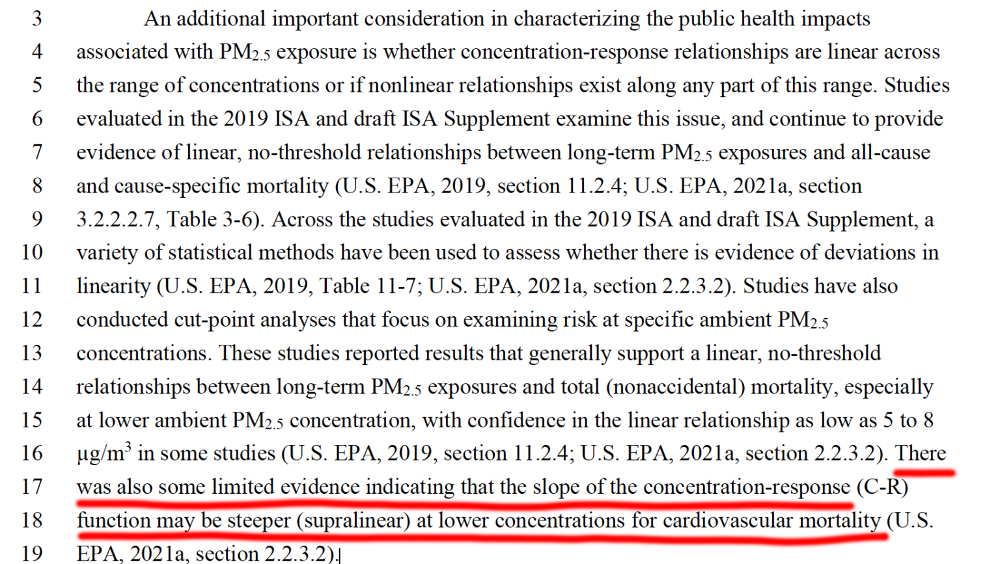 3 An additional important consideration in characterizing the public health impacts
4 associated with PM2.5 exposure is whether concentration-response relationships are linear across
5 the range of concentrations or if nonlinear relationships exist along any part of this range. Studies
6 evaluated in the 2019 ISA and draft ISA Supplement examine this issue, and continue to provide
7 evidence of linear, no-threshold relationships between long-term PM2.5 exposures and all-cause
8 and cause-specific mortality (U.S. EPA, 2019, section 11.2.4; U.S. EPA, 2021a, section
9 3.2.2.2.7, Table 3-6). Across the studies evaluated in the 2019 ISA and draft ISA Supplement, a
10 variety of statistical methods have been used to assess whether there is evidence of deviations in
11 linearity (U.S. EPA, 2019, Table 11-7; U.S. EPA, 2021a, section 2.2.3.2). Studies have also
12 conducted cut-point analyses that focus on examining risk at specific ambient PM2.5
13 concentrations. These studies reported results that generally support a linear, no-threshold
14 relationships between long-term PM2.5 exposures and total (nonaccidental) mortality, especially
15 at lower ambient PM2.5 concentration, with confidence in the linear relationship as low as 5 to 8
16 µg/m³ in some studies (U.S. EPA, 2019, section 11.2.4; U.S. EPA, 2021a, section 2.2.3.2). There
17 was also some limited evidence indicating that the slope of the concentration-response (C-R)
18 function may be steeper (supralinear) at lower concentrations for cardiovascular mortality (U.S.
19 EPA, 2021a, section 2.2.3.2).